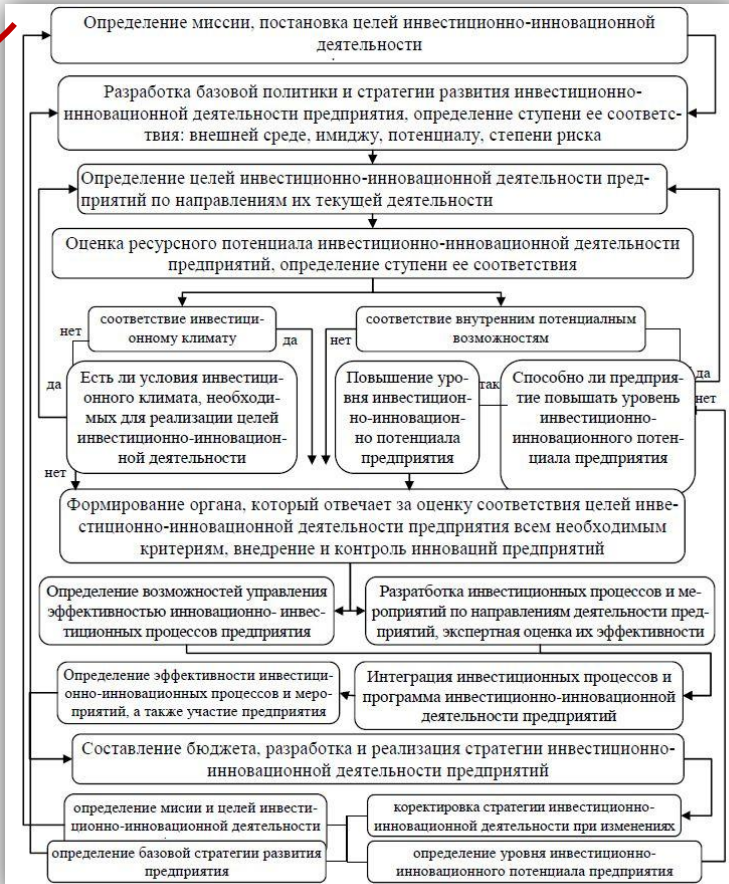 Определение миссии, постановка целей инвестиционно-инновационной
деятельности
Разработка базовой политики и стратегии развития инвестиционно-
инновационной деятельности предприятия, определение ступени ее соответс-
твия: внешней среде, имиджу, потенциалу, степени риска
Определение целей инвестиционно-инновационной деятельности пред-
приятий по направлениям их текущей деятельности
Оценка ресурсного потенциала инвестиционно-инновационной деятельности
предприятий, определение ступени ее соответствия
нет
соответствие инвестици-
онному климату
да
нет
соответствие внутренним потенциалным
возможностям
да
да
Есть ли условия инвестици-
онного климата, необходи-
мых для реализации целей
инвестиционно-инновацион-
ной деятельности
нет
Повышение уро-
вня инвестицион-
но-инновацион-
но потенциала
предприятия
так
Способно ли предприя-
тие повышать уровень
инвестиционно-
инновационного потен-
циала предприятия
нет
Формирование органа, который отвечает за оценку соответствия целей инве-
стиционно-инновационной деятельности предприятия всем необходимым
критериям, внедрение и контроль инноваций предприятий
Определение возможностей управления
эффективностью инновационно- инвес-
тиционных процессов предприятия
Разратботка инвестиционных процессов и ме-
роприятий по направлениям деятельности пред-
приятий, экспертная оценка их эффективности
Определение эффективности инвестици-
онно-инновационных процессов и меро-
приятий, а также участие предприятия
Интеграция инвестиционных процессов и
программа инвестиционно-инновационной
деятельности предприятий
Составление бюджета, разработка и реализация стратегии инвестиционно-
инновационной деятельности предприятий
определение мисии и целей инвести-
ционно-инновационной деятельности
коректировка стратегии инвестиционно-
инновационной деятельности при изменениях
определение базовой стратегии развития
предприятия
определение уровня инвестиционно-
инновационного потенциала предприятия